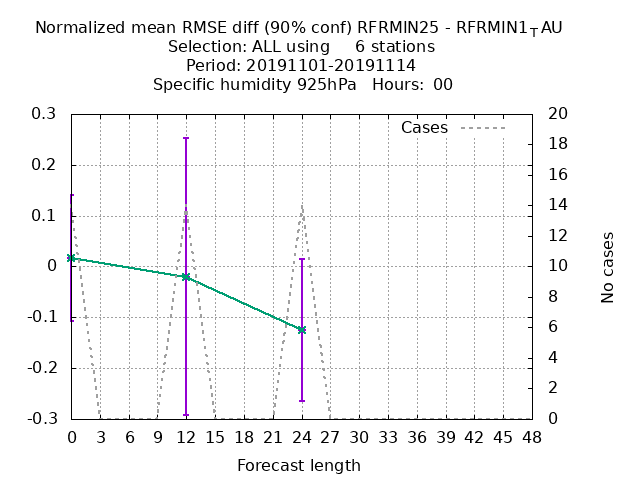 Normalized mean RMSE diff (90% conf) RFRMIN25 - RFRMIN1TAU
Selection: ALL using 6 stations
Period: 20191101-20191114
Specific humidity 925hPa Hours: 00
Cases
0.3
0.2
0.1
0
-0.1
-0.2
-0.3
20
18
16
14
12
10
8
6
4
2
0
No cases
0 3 6 9 12 15 18 21 24 27 30 33 36 39 42 45 48
Forecast length